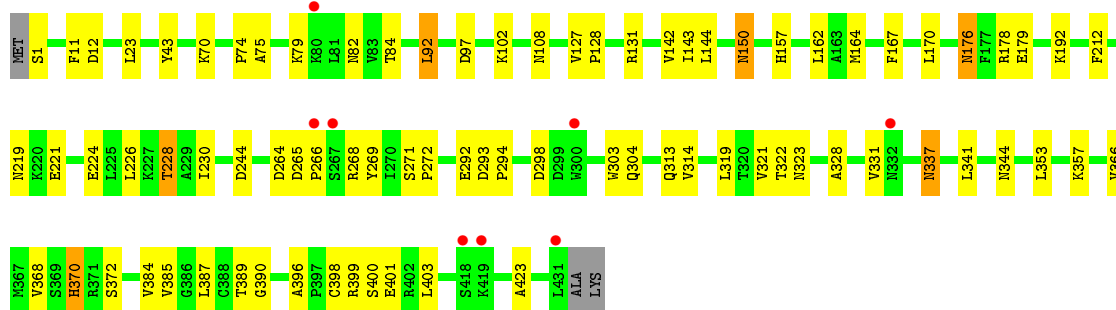 MET S1 F11 D12 L23 Y43 K70 P74 A75 K79 K80 L81 N82 V83 T84 L92 D97 K102 N108 V127 P128 R131 V142 I143 L144 N150 H157 L162 A163 M164 F167 L170 N176 F177 R178 E179 K192 F212
N219 K220 E221 E224 L225 L226 K227 T228 A229 I230 D244 D264 D265 P266 S267 R268 Y269 I270 S271 P272 E292 D293 P294 D298 D299 W300 W303 Q304 Q313 V314 L319 T320 V321 T322 N323 A328 V331 N332 N337 L341 N344 L353 K357 V366
M367 V368 S369 H370 R371 S372 V384 V385 G386 L387 C388 T389 G390 A396 P397 C398 R399 S400 E401 R402 L403 S418 K419 A423 L431 ALA LYS